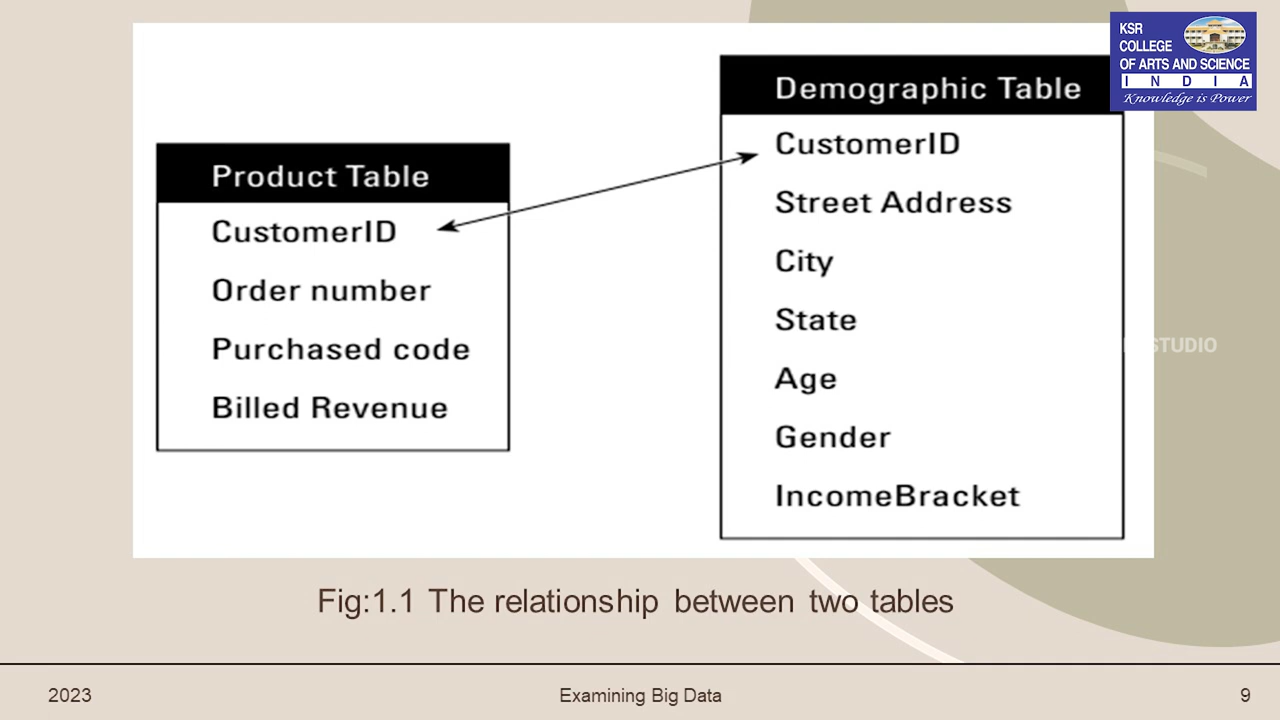 KSR
COLLEGE
OF ARTS AND SCIENCE
INDIA
Knowledge is Power
Product Table
CustomerID
Order number
Purchased code
Billed Revenue
Demographic Table
CustomerID
Street Address
City
State
Age
Gender
IncomeBracket
STUDIO
Fig:1.1 The relationship between two tables
2023
Examining Big Data
9